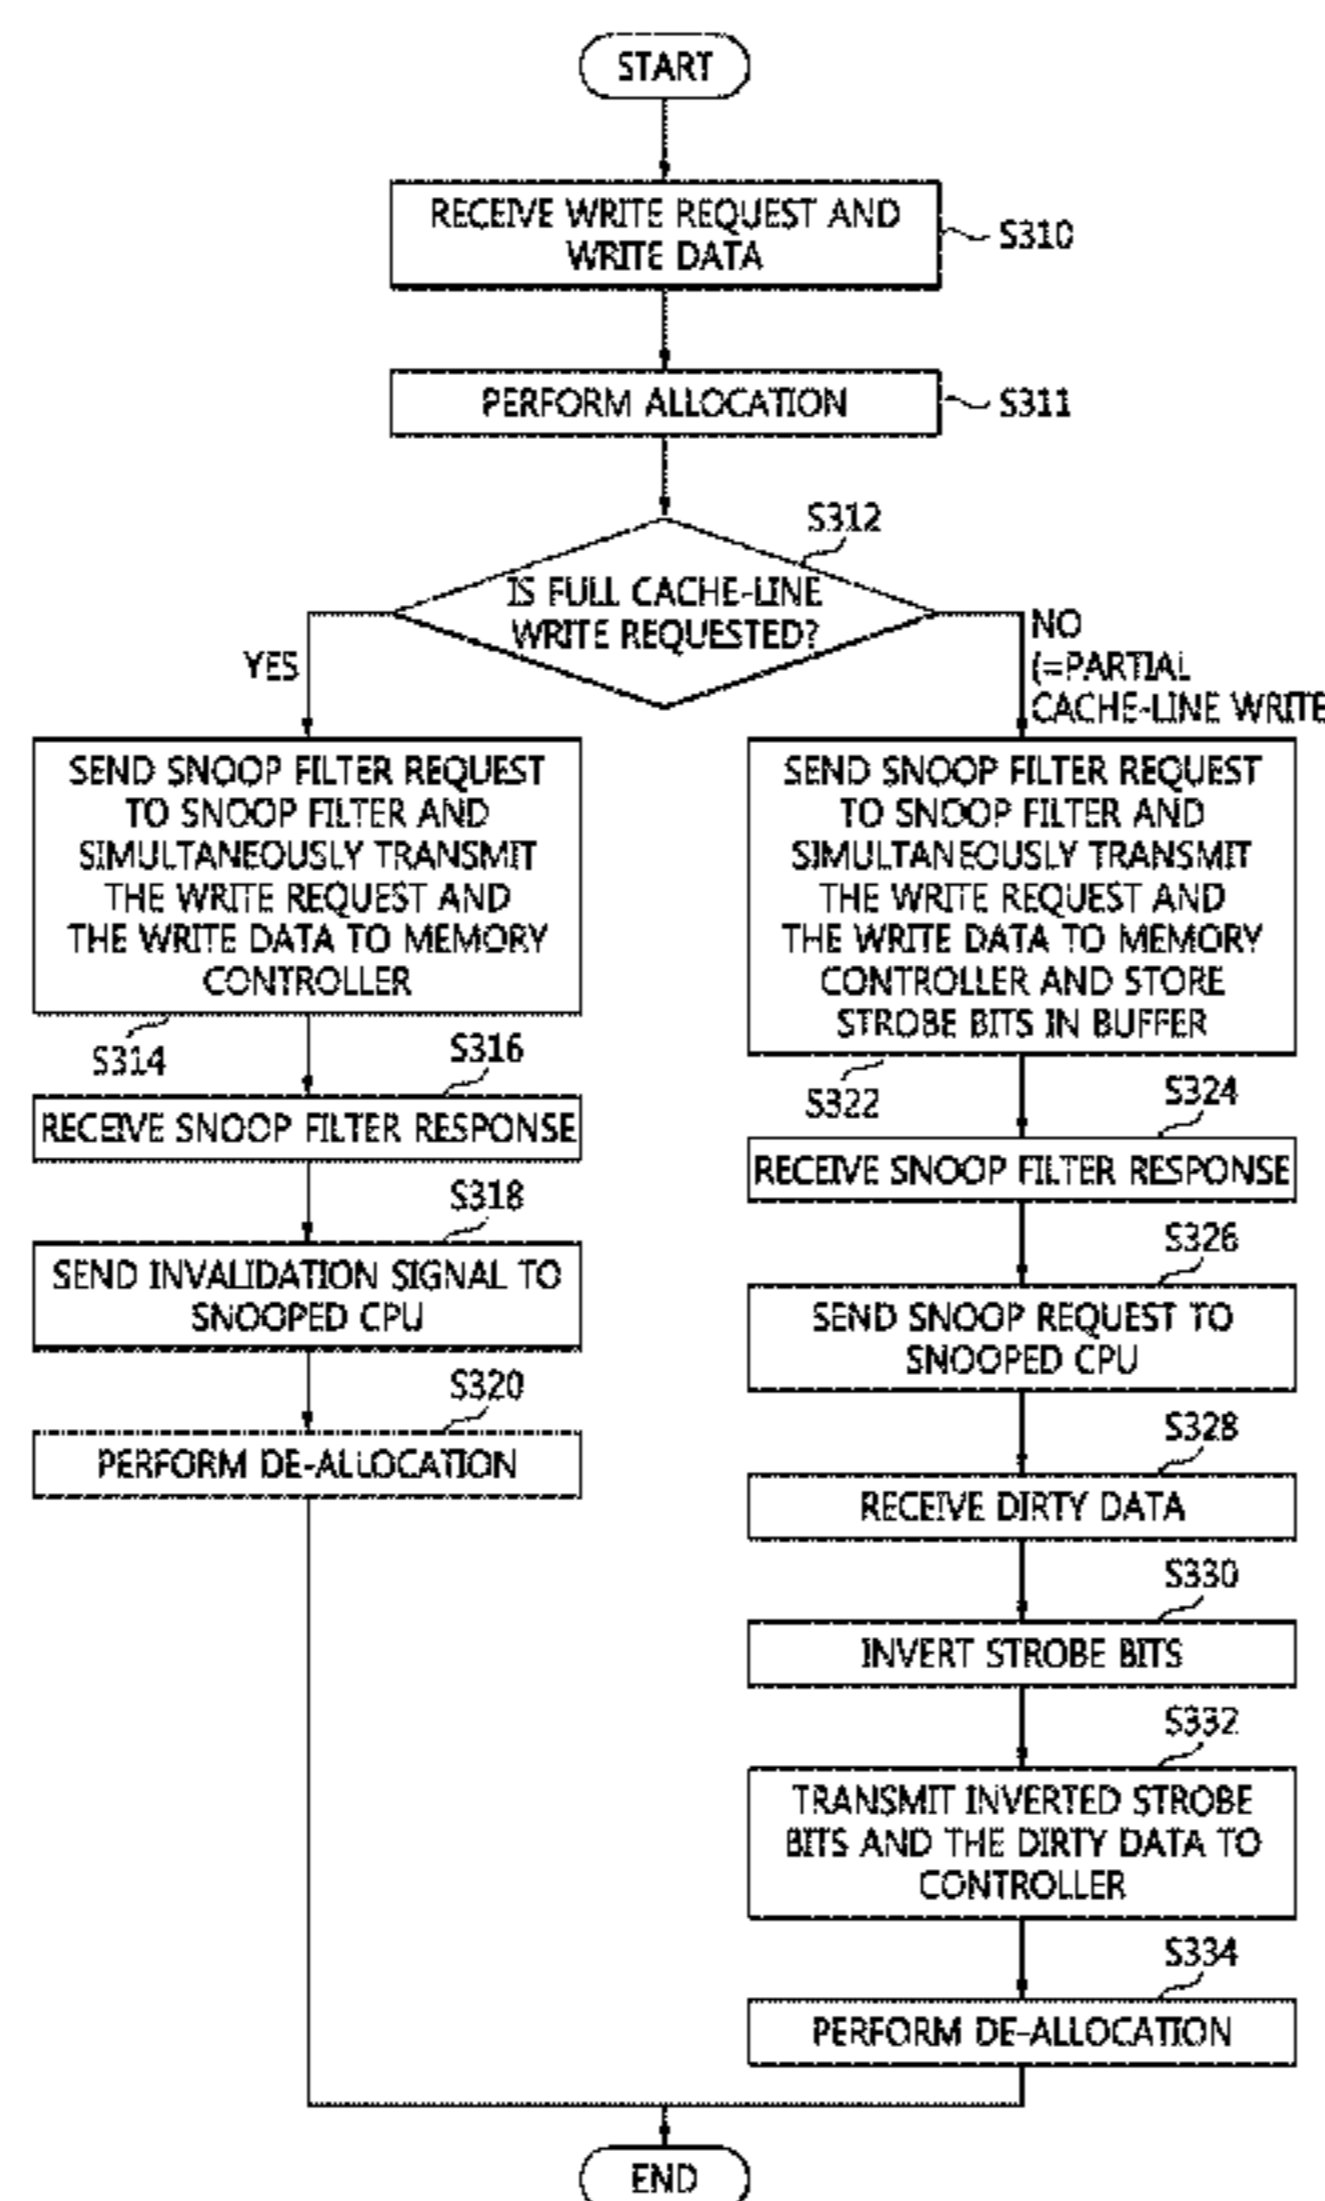 START
RECEIVE WRITE REQUEST AND
WRITE DATA
S310
PERFORM ALLOCATION
S311
S312
IS FULL CACHE-LINE
WRITE REQUESTED?
YES
NO
(=PARTIAL
CACHE-LINE WRITE
SEND SNOOP FILTER REQUEST
TO SNOOP FILTER AND
SIMULTANEOUSLY TRANSMIT
THE WRITE REQUEST AND
THE WRITE DATA TO MEMORY
CONTROLLER
S314
S316
RECEIVE SNOOP FILTER RESPONSE
S318
SEND INVALIDATION SIGNAL TO
SNOOPED CPU
S320
PERFORM DE-ALLOCATION
SEND SNOOP FILTER REQUEST
TO SNOOP FILTER AND
SIMULTANEOUSLY TRANSMIT
THE WRITE REQUEST AND
THE WRITE DATA TO MEMORY
CONTROLLER AND STORE
STROBE BITS IN BUFFER
S322
S324
RECEIVE SNOOP FILTER RESPONSE
S326
SEND SNOOP REQUEST TO
SNOOPED CPU
S328
RECEIVE DIRTY DATA
S330
INVERT STROBE BITS
S332
TRANSMIT INVERTED STROBE
BITS AND THE DIRTY DATA TO
CONTROLLER
S334
PERFORM DE-ALLOCATION
END